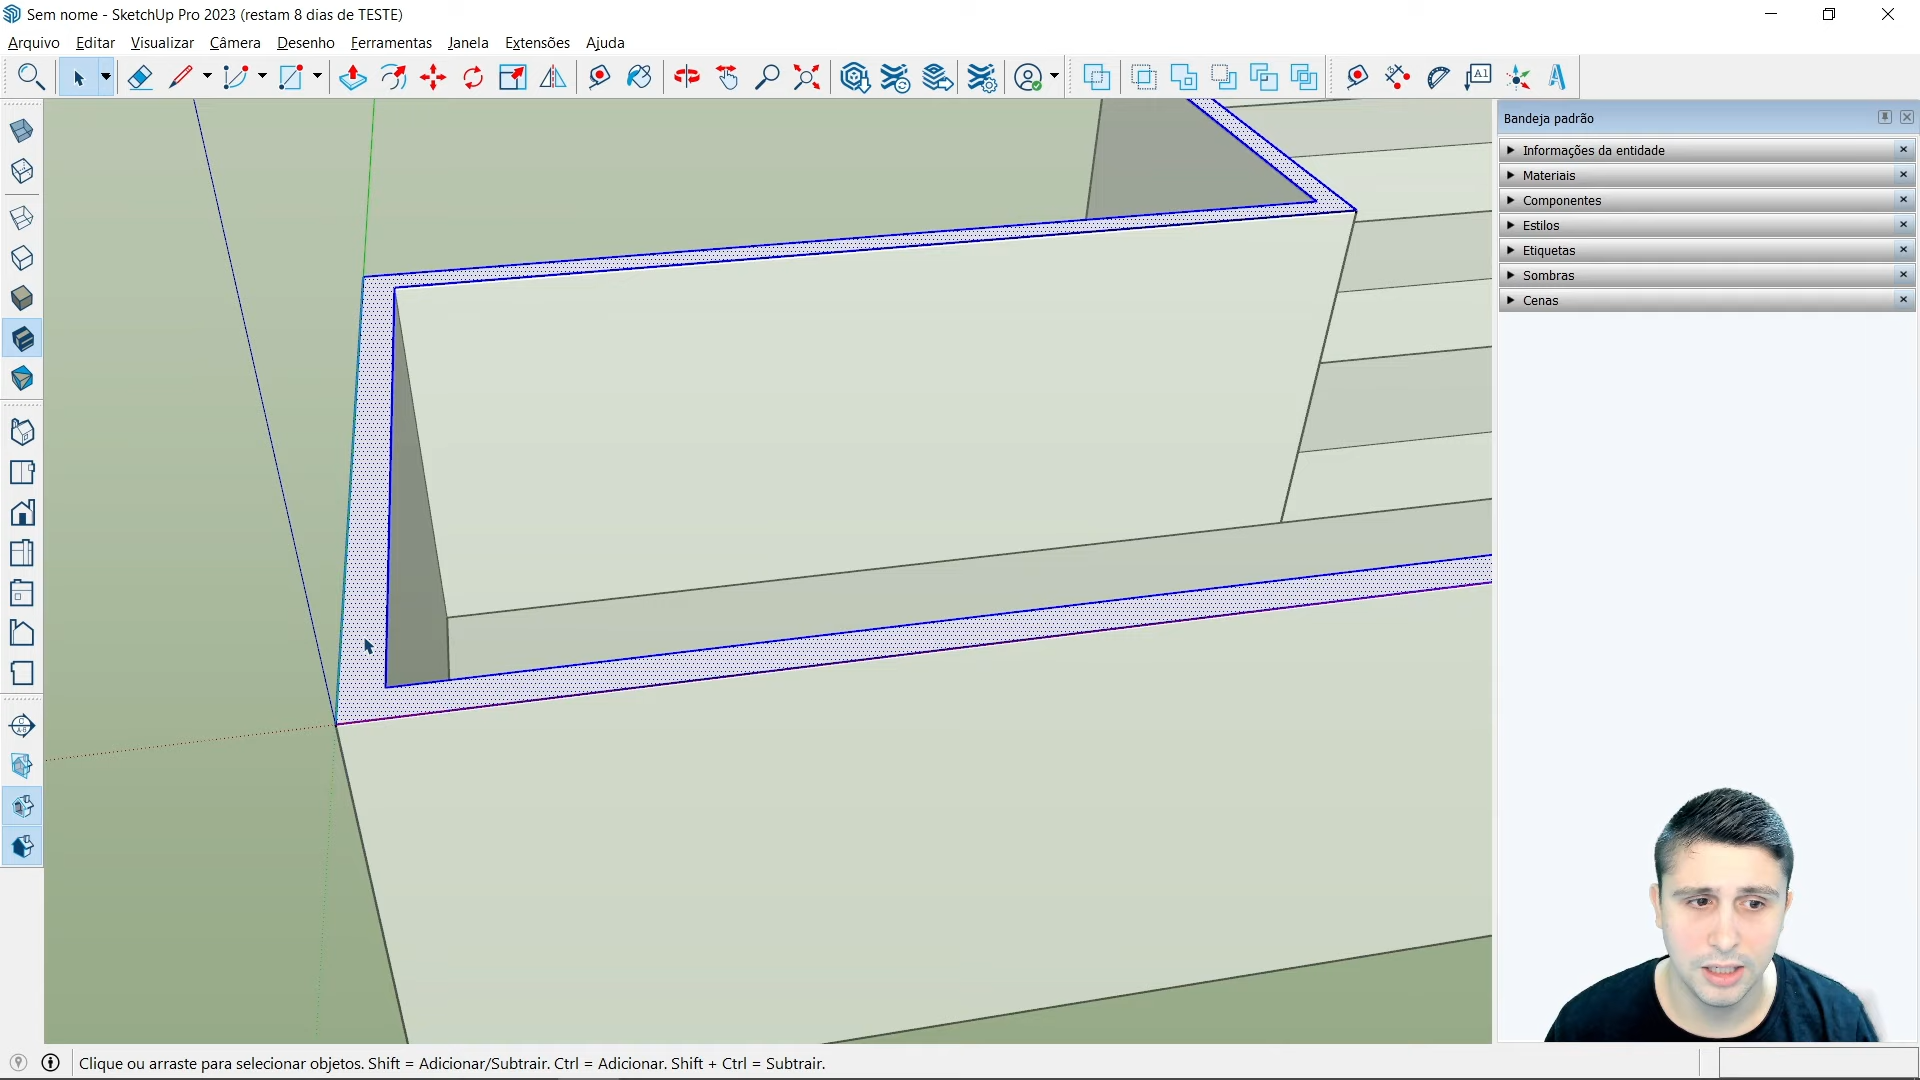 Sem nome - SketchUp Pro 2023 (restam 8 dias de TESTE)
Arquivo Editar Visualizar Câmera Desenho Ferramentas Janela Extensões Ajuda
A1
Bandeja padrão
Informações da entidade
Materiais
Componentes
Estilos
Etiquetas
Sombras
Cenas
Clique ou arraste para selecionar objetos. Shift = Adicionar/Subtrair. Ctrl = Adicionar. Shift + Ctrl = Subtrair.